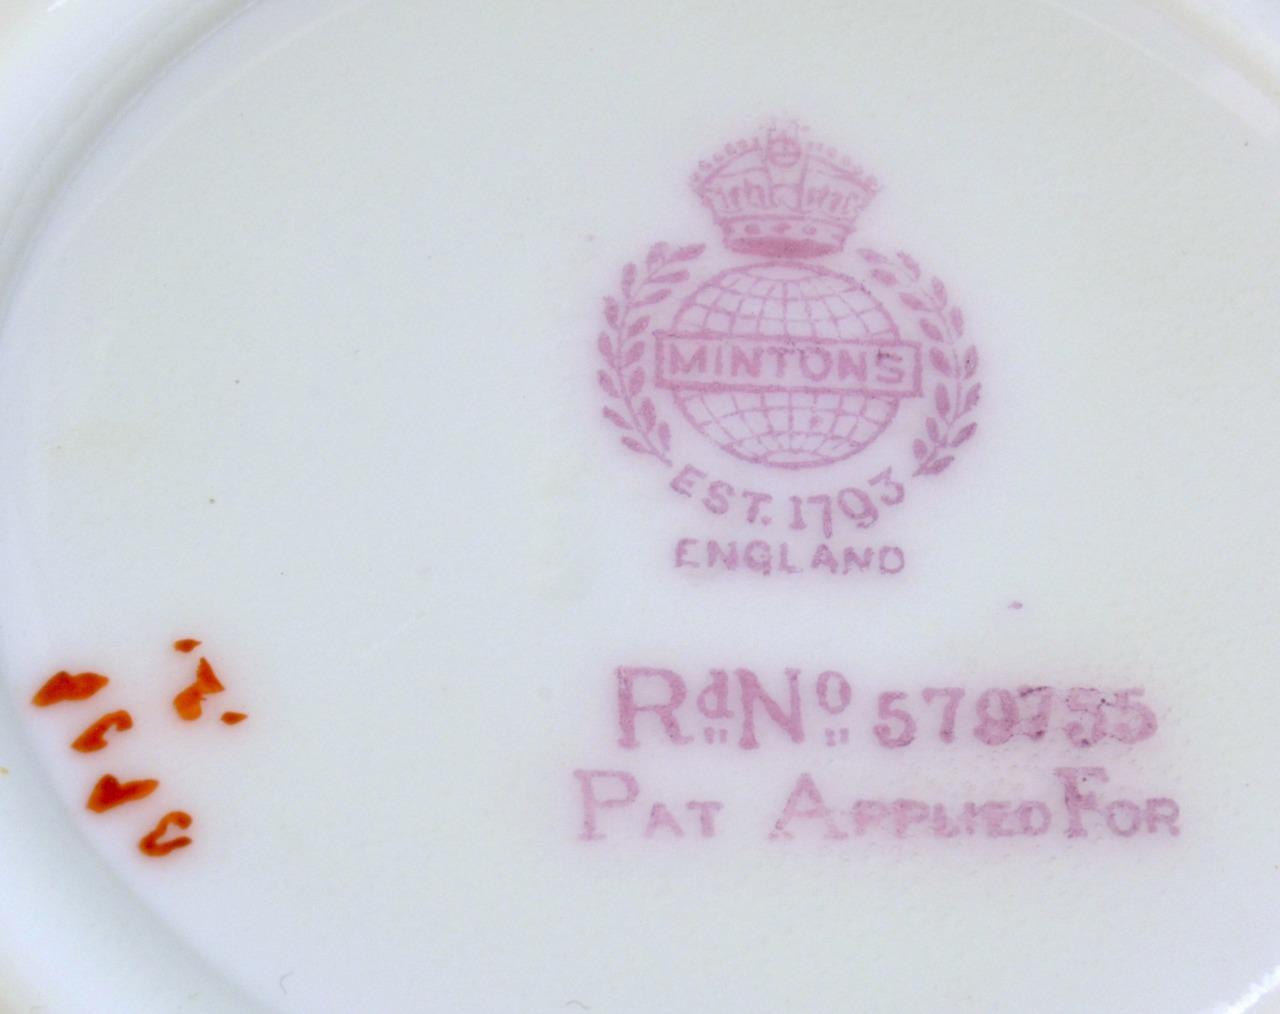 MINTONS
EST. 1793
ENGLAND
Rd No 579755
PAT APPLIED FOR